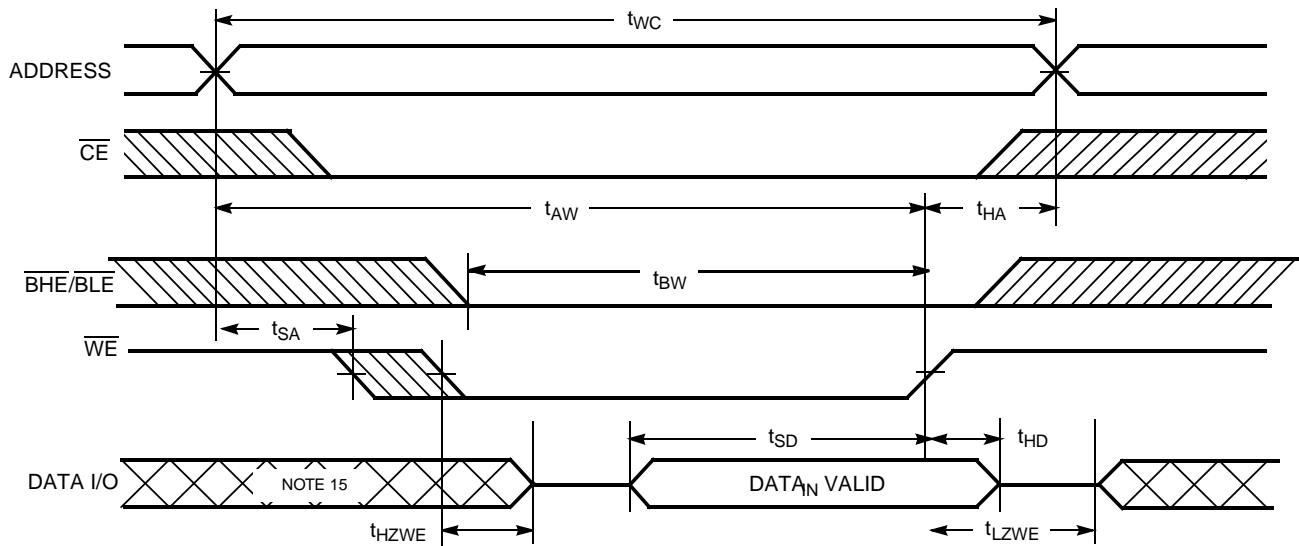 tWC
ADDRESS
CE
tAW
tHA
BHE/BLE
tBW
tSA
WE
tSD
tHD
DATA I/O
NOTE 15
DATAIN VALID
tHZWE
tLZWE